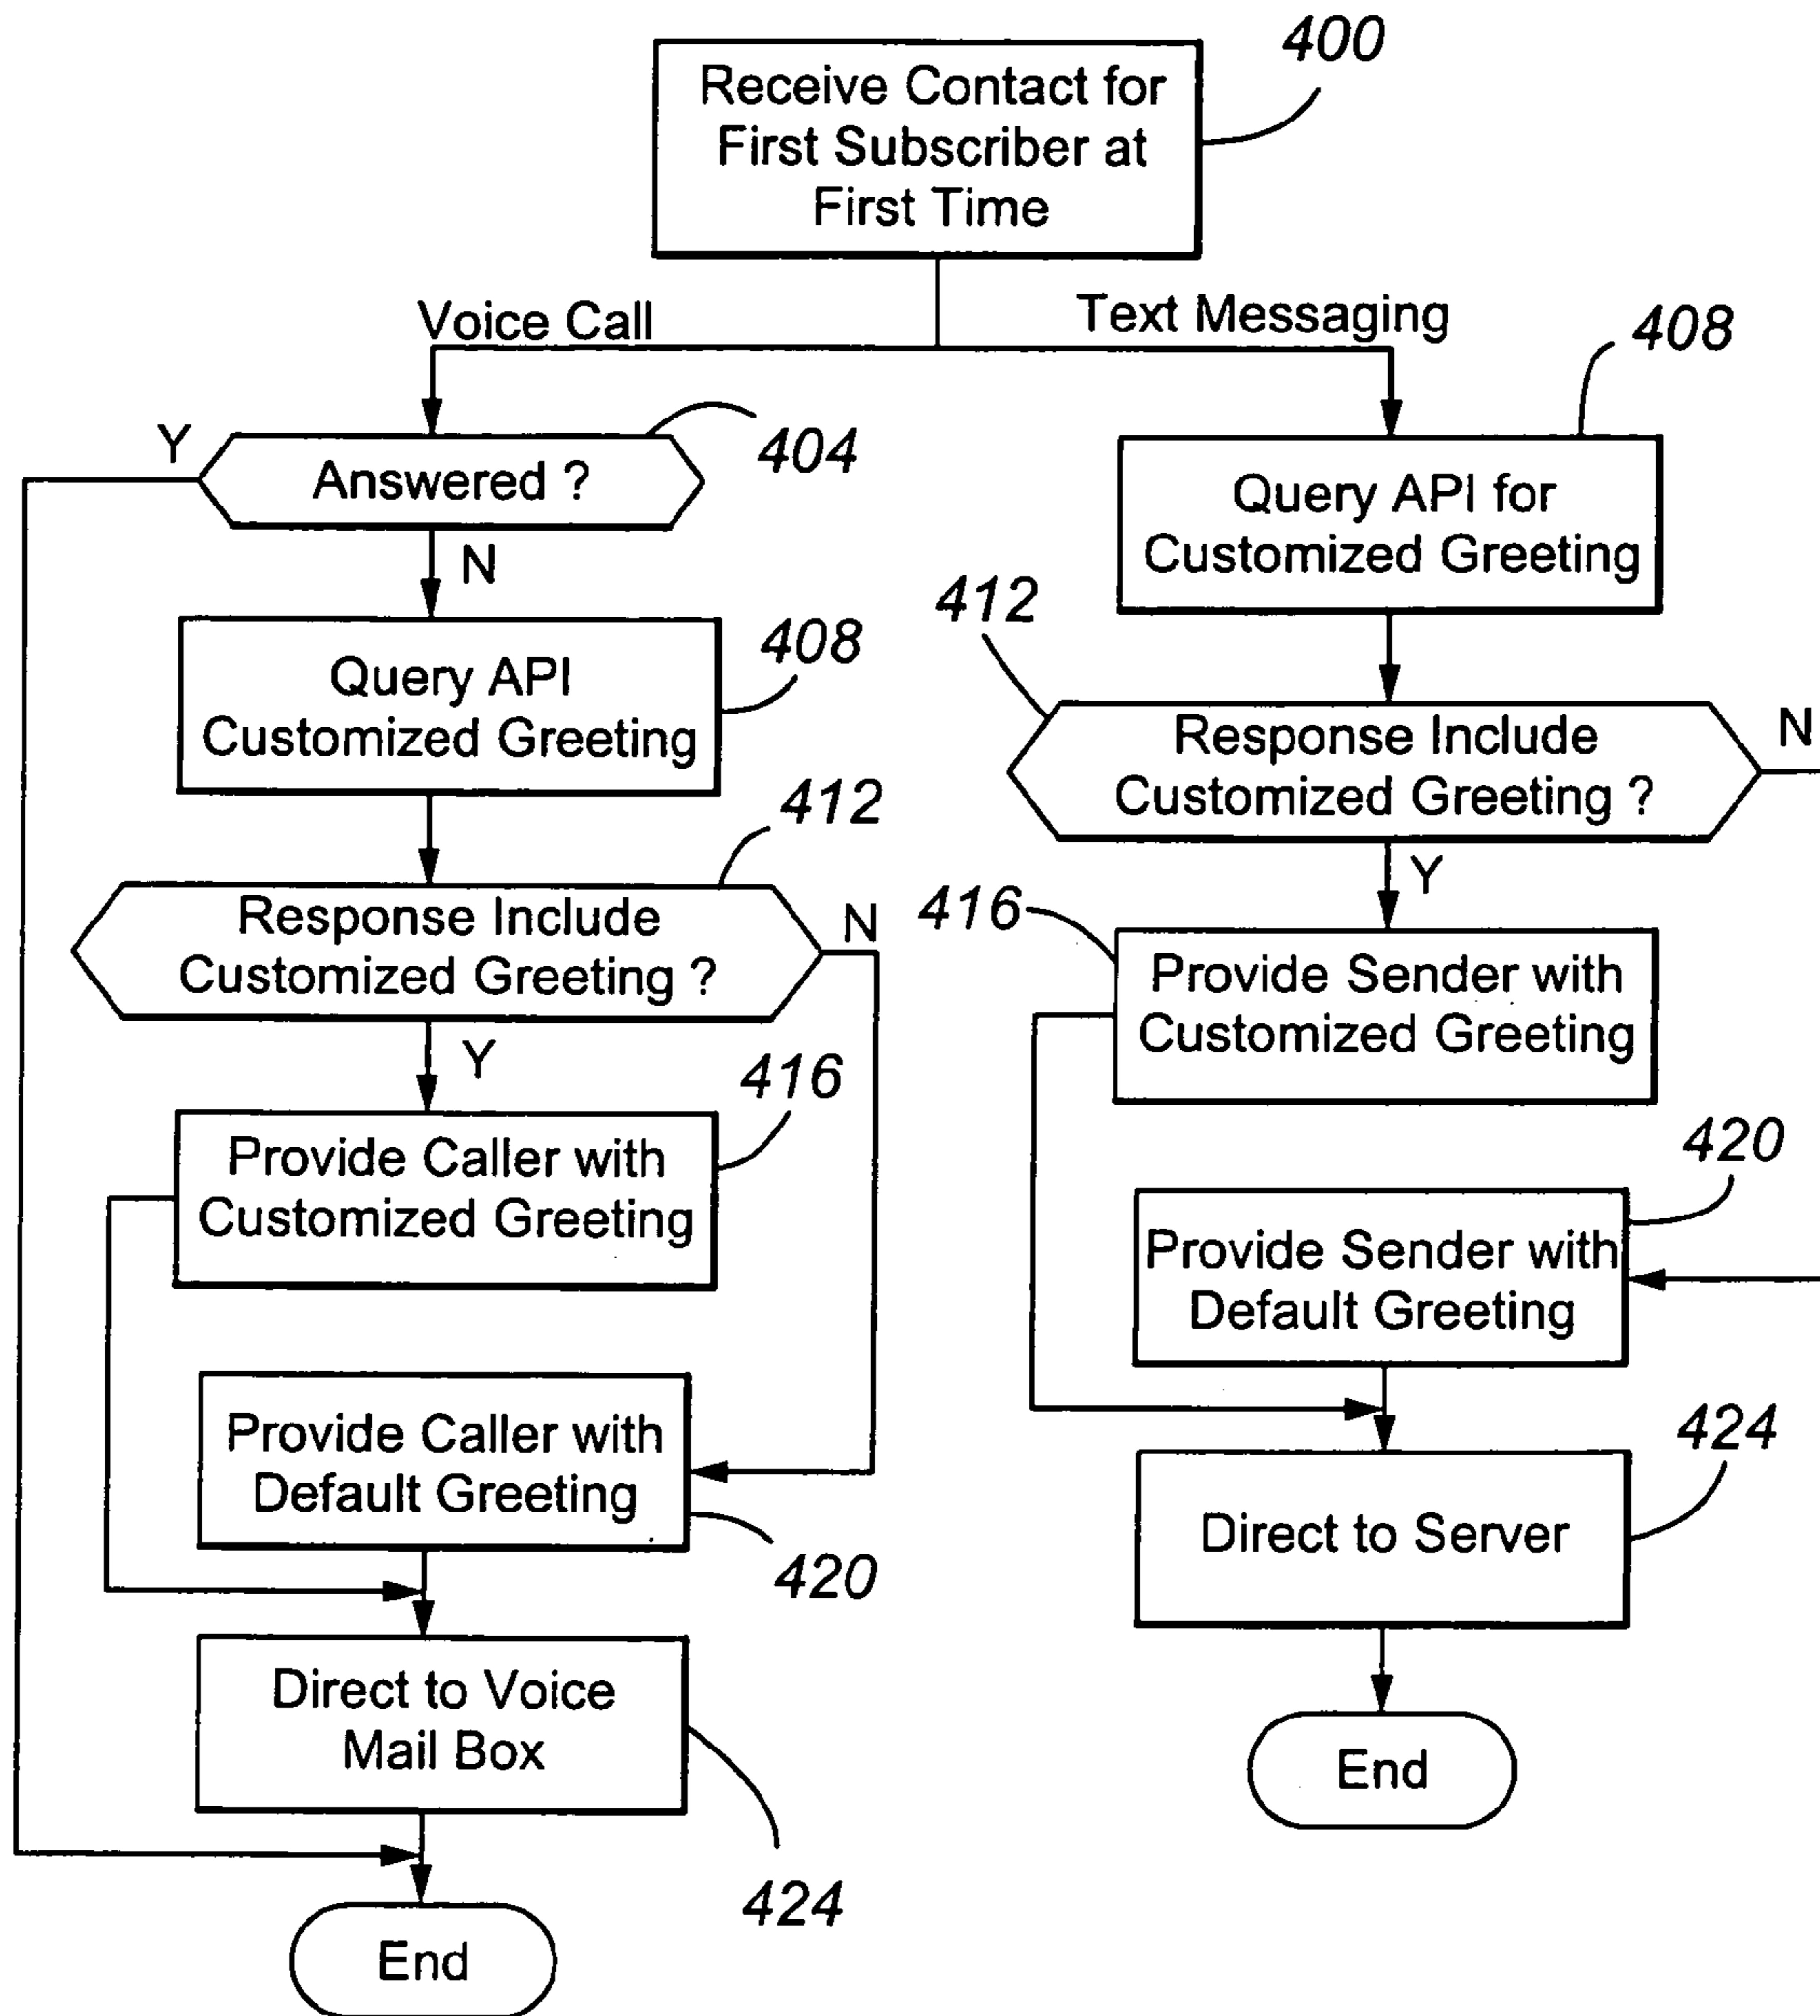 400
Receive Contact for
First Subscriber at
First Time
Voice Call
Text Messaging
Y
Answered ?
404
N
Query API
Customized Greeting
408
412
Response Include
Customized Greeting ?
N
Y
416
Provide Caller with
Customized Greeting
Provide Caller with
Default Greeting
420
Direct to Voice
Mail Box
424
End
408
Query API for
Customized Greeting
412
Response Include
Customized Greeting ?
N
Y
416
Provide Sender with
Customized Greeting
420
Provide Sender with
Default Greeting
424
Direct to Server
End